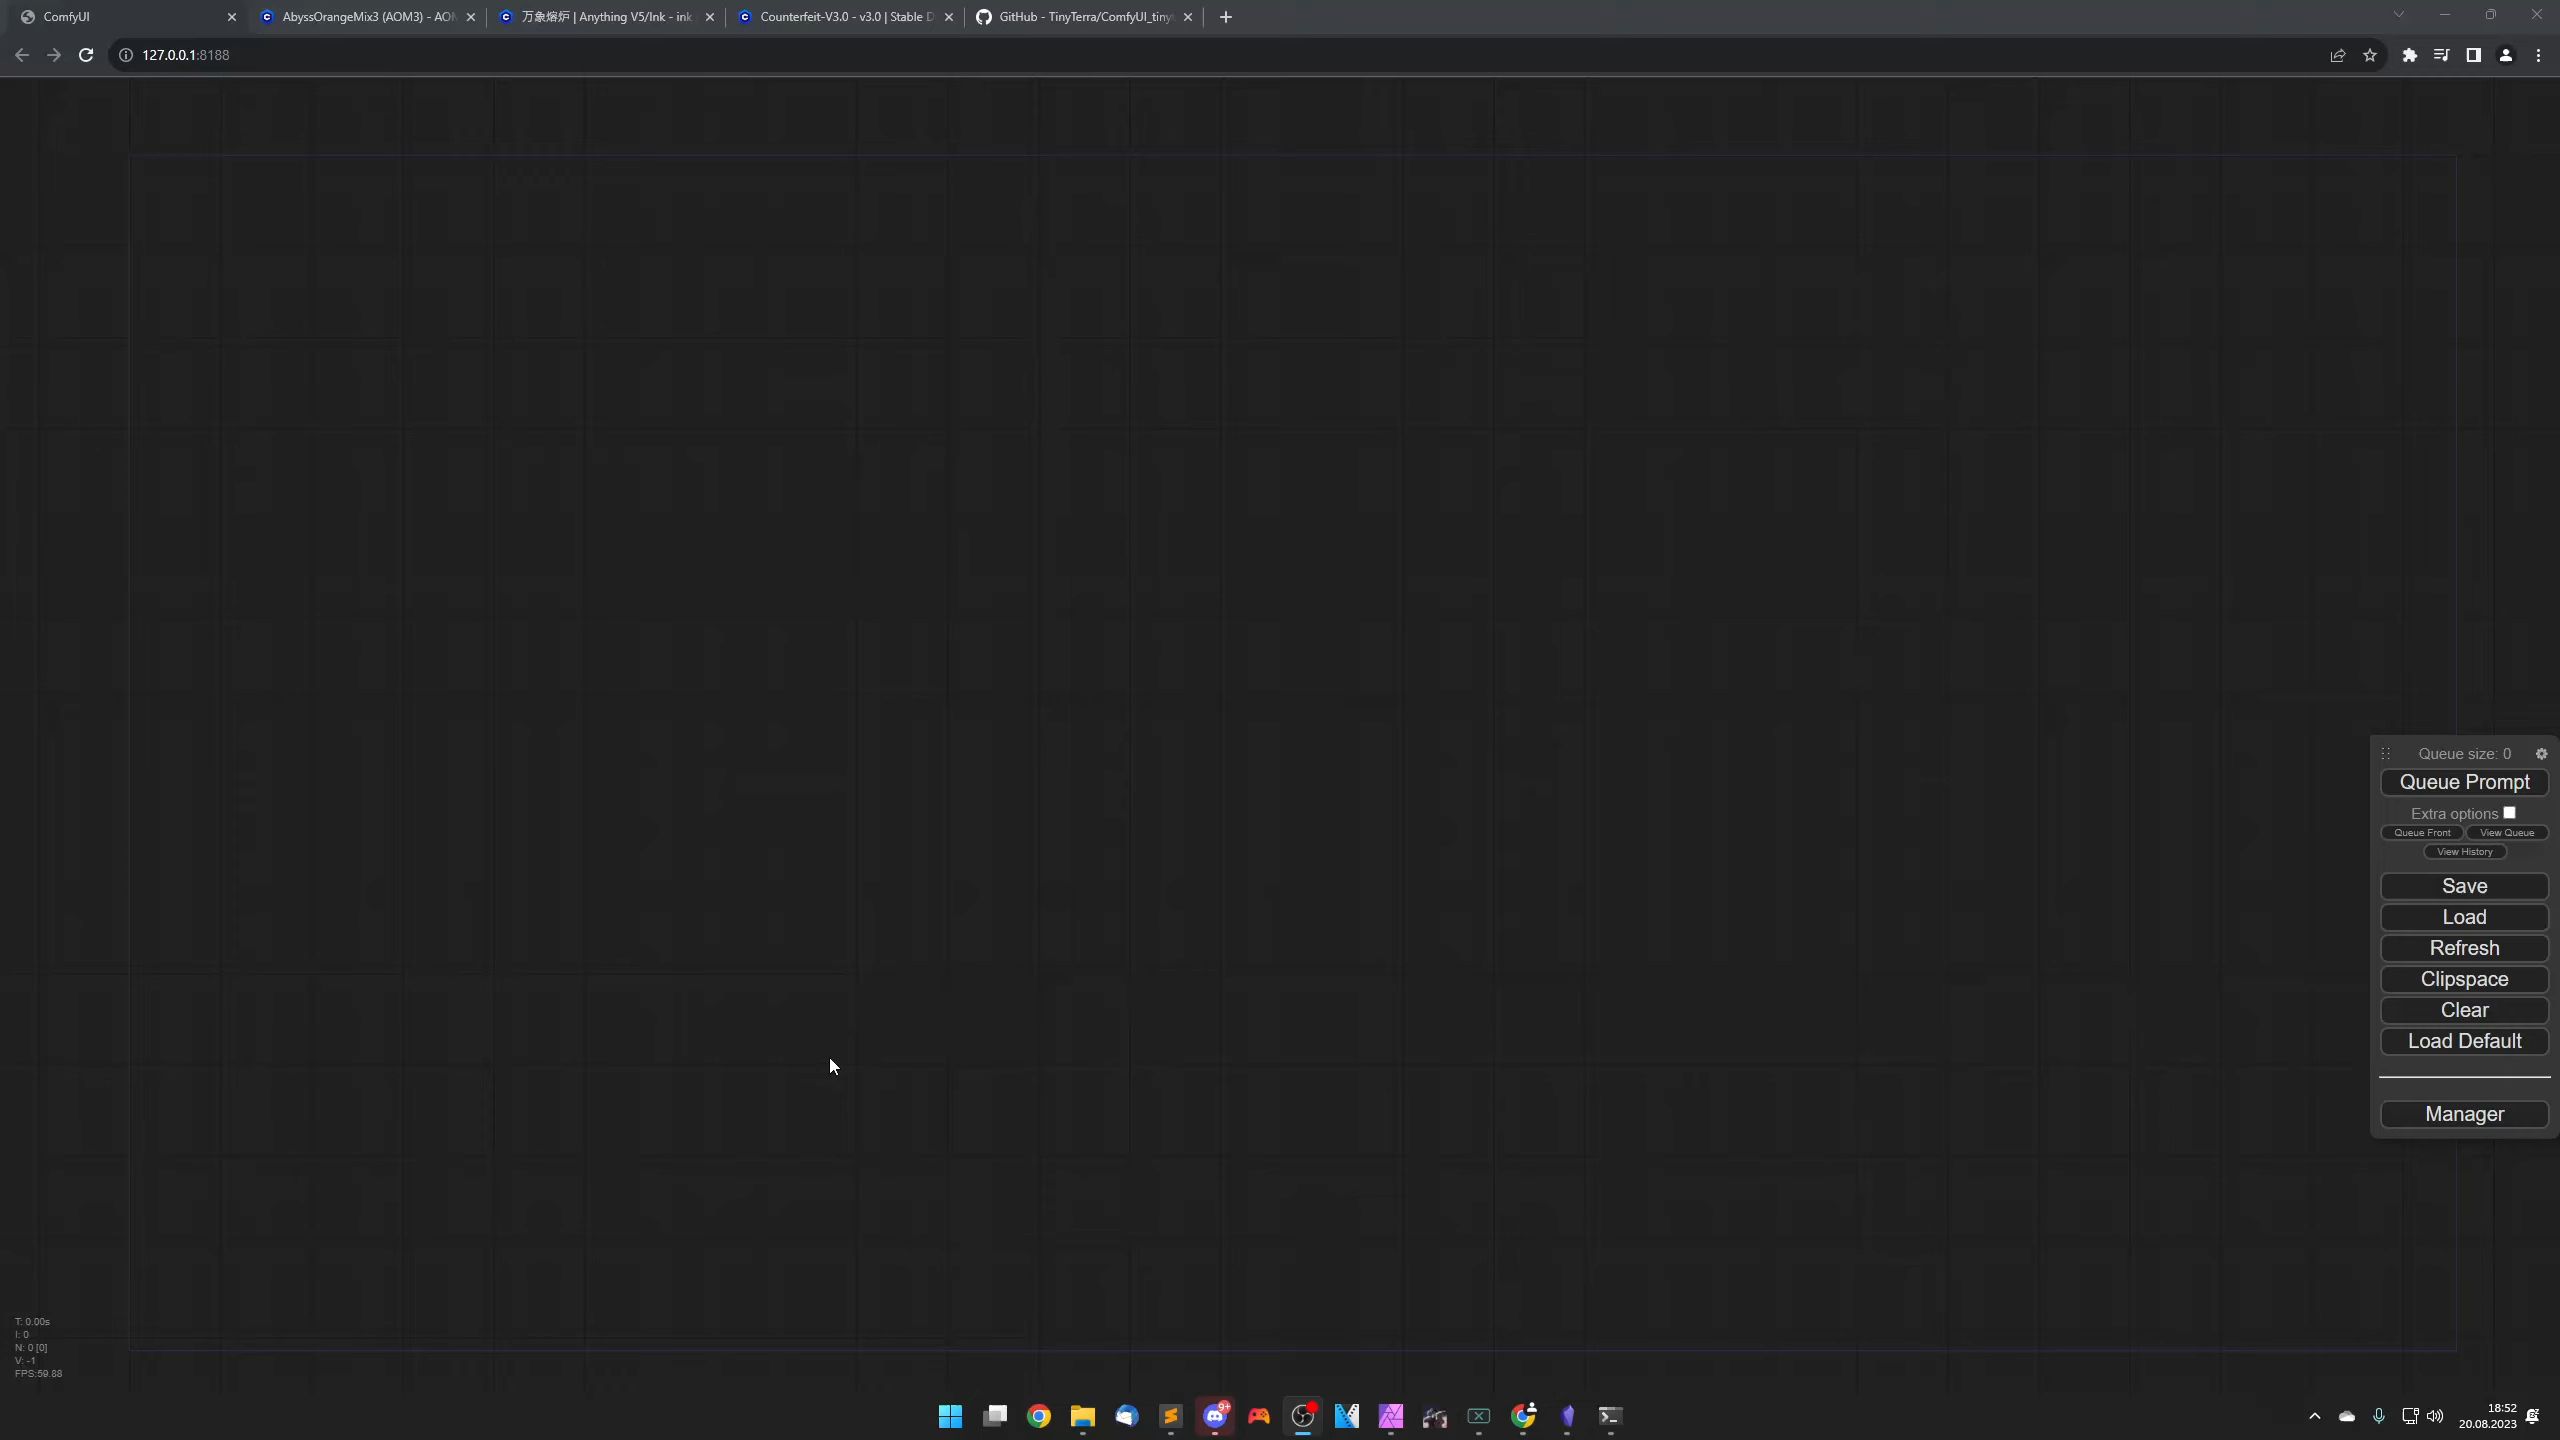 ComfyUI
AbyssOrangeMix3 (AOM3) - AOM
万象熔炉 | Anything V5/Ink - ink
Counterfeit-V3.0 - v3.0 | Stable D
GitHub - TinyTerra/ComfyUI_tiny
127.0.0.1:8188
Queue size: 0
Queue Prompt
Extra options
Queue Front
View Queue
View History
Save
Load
Refresh
Clipspace
Clear
Load Default
Manager
T: 0.00s
I: 0
N: 0 [0]
V: -1
FPS:59.88
9+
18:52
20.08.2023